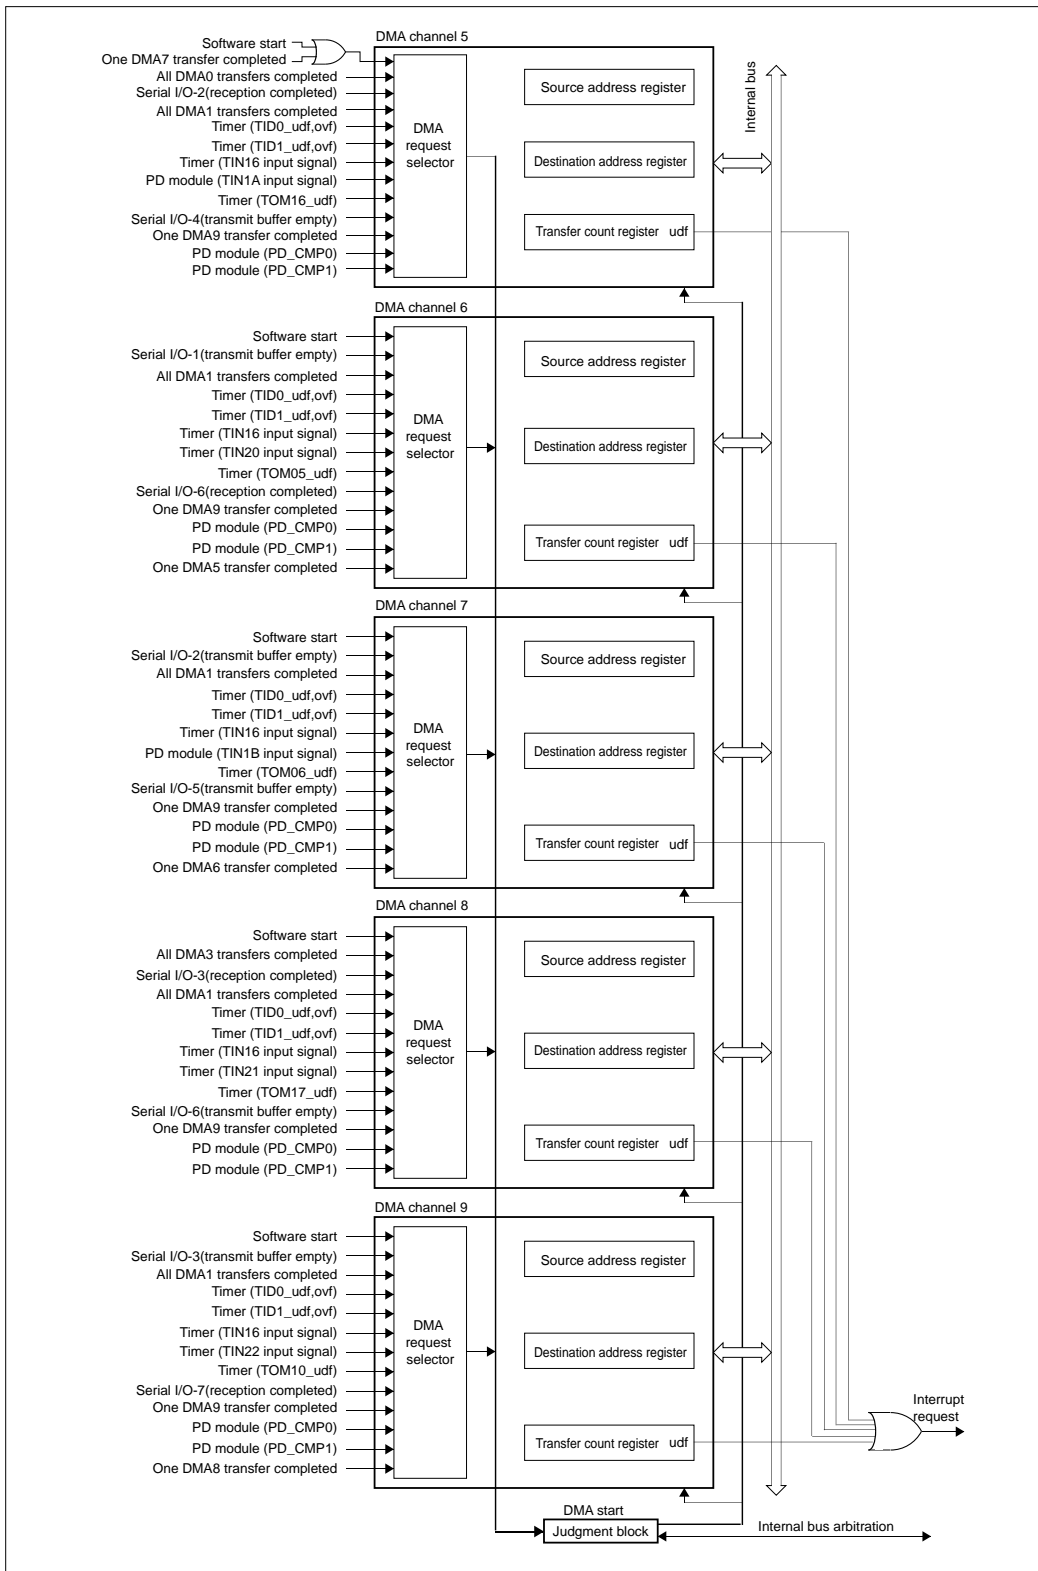 DMA channel 5
Software start
One DMA7 transfer completed
All DMA0 transfers completed
Serial I/O-2(reception completed)
All DMA1 transfers completed
Timer (TID0_udf,ovf)
Timer (TID1_udf,ovf)
Timer (TIN16 input signal)
PD module (TIN1A input signal)
Timer (TOM16_udf)
Serial I/O-4(transmit buffer empty)
One DMA9 transfer completed
PD module (PD_CMP0)
PD module (PD_CMP1)
DMA
request
selector
Source address register
Destination address register
Transfer count register udf
Internal bus
DMA channel 6
Software start
Serial I/O-1(transmit buffer empty)
All DMA1 transfers completed
Timer (TID0_udf,ovf)
Timer (TID1_udf,ovf)
Timer (TIN16 input signal)
Timer (TIN20 input signal)
Timer (TOM05_udf)
Serial I/O-6(reception completed)
One DMA9 transfer completed
PD module (PD_CMP0)
PD module (PD_CMP1)
One DMA5 transfer completed
DMA
request
selector
Source address register
Destination address register
Transfer count register udf
DMA channel 7
Software start
Serial I/O-2(transmit buffer empty)
All DMA1 transfers completed
Timer (TID0_udf,ovf)
Timer (TID1_udf,ovf)
Timer (TIN16 input signal)
PD module (TIN1B input signal)
Timer (TOM06_udf)
Serial I/O-5(transmit buffer empty)
One DMA9 transfer completed
PD module (PD_CMP0)
PD module (PD_CMP1)
One DMA6 transfer completed
DMA
request
selector
Source address register
Destination address register
Transfer count register udf
DMA channel 8
Software start
All DMA3 transfers completed
Serial I/O-3(reception completed)
All DMA1 transfers completed
Timer (TID0_udf,ovf)
Timer (TID1_udf,ovf)
Timer (TIN16 input signal)
Timer (TIN21 input signal)
Timer (TOM17_udf)
Serial I/O-6(transmit buffer empty)
One DMA9 transfer completed
PD module (PD_CMP0)
PD module (PD_CMP1)
DMA
request
selector
Source address register
Destination address register
Transfer count register udf
DMA channel 9
Software start
Serial I/O-3(transmit buffer empty)
All DMA1 transfers completed
Timer (TID0_udf,ovf)
Timer (TID1_udf,ovf)
Timer (TIN16 input signal)
Timer (TIN22 input signal)
Timer (TOM10_udf)
Serial I/O-7(reception completed)
One DMA9 transfer completed
PD module (PD_CMP0)
PD module (PD_CMP1)
One DMA8 transfer completed
DMA
request
selector
Source address register
Destination address register
Transfer count register udf
Interrupt
request
DMA start
Judgment block
Internal bus arbitration